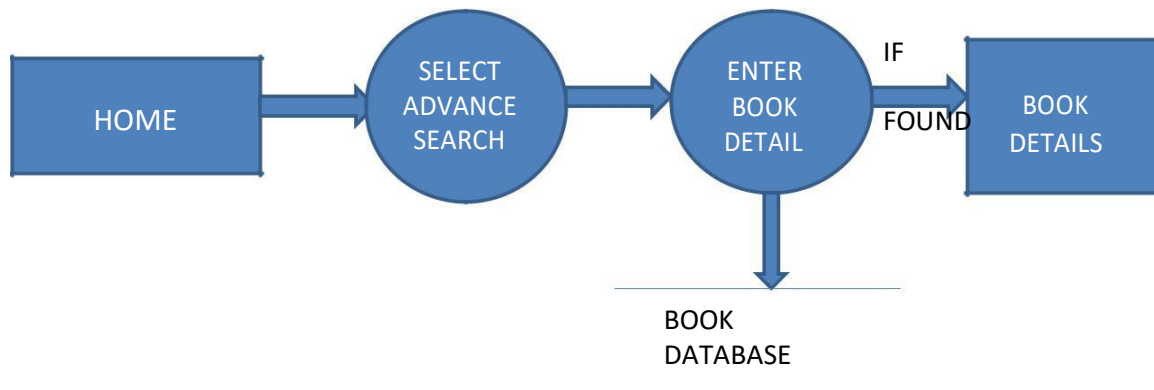 HOME
SELECT
ADVANCE
SEARCH
ENTER
BOOK
DETAIL
IF
FOUND
BOOK
DETAILS
BOOK
DATABASE